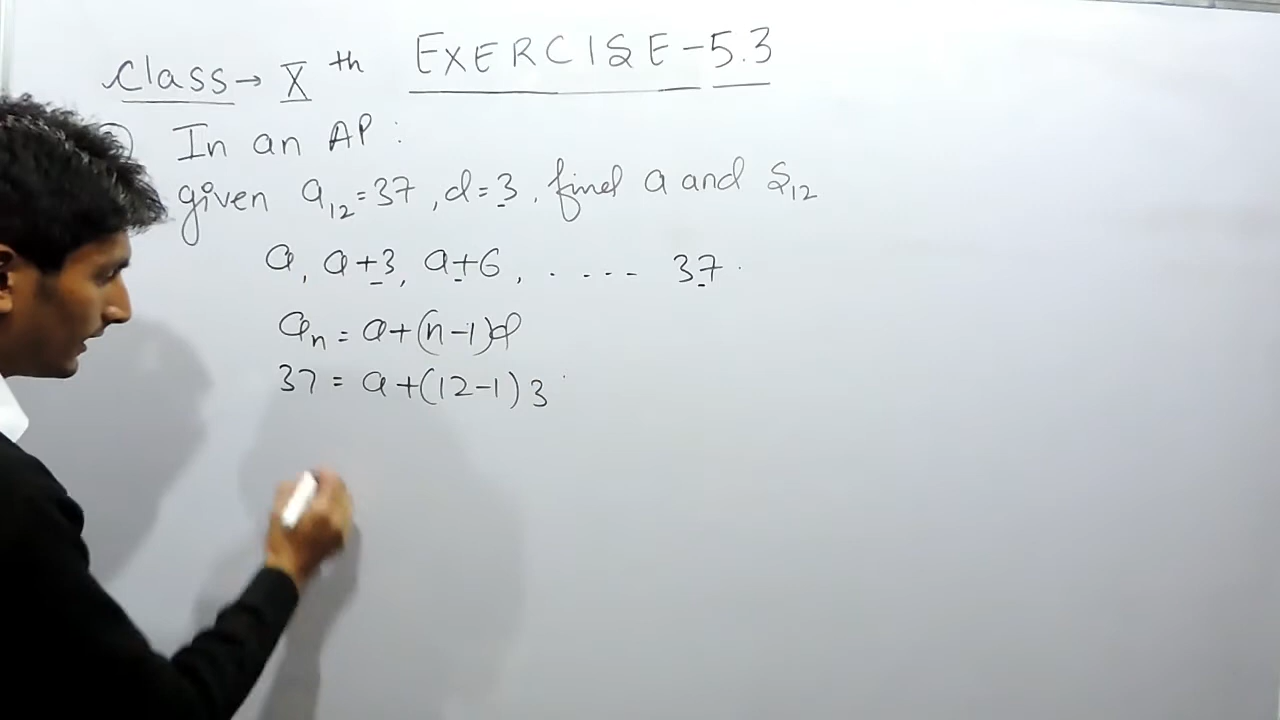 Class → Xth EXERCISE-5.3
In an AP:
given a₁₂ = 37, d = 3, find a and S₁₂
a, a+3, a+6, ..... 37.
aₙ = a+(n-1)d
37 = a+(12-1)3